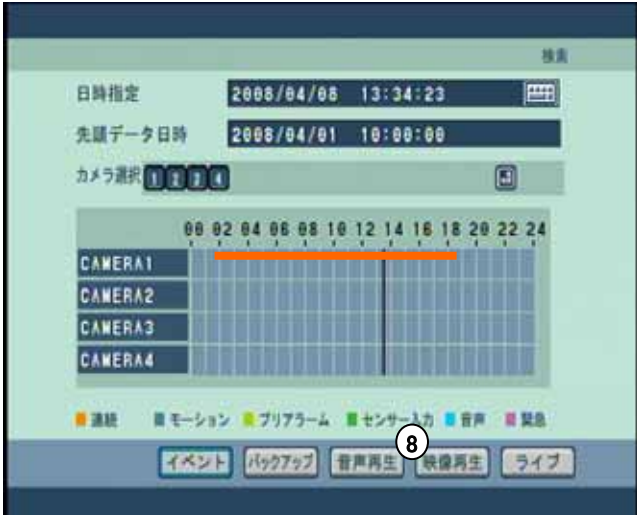 検索
日時指定 2008/04/08 13:34:23
先頭データ日時 2008/04/01 10:00:00
カメラ選択 1 2 3 4
00 02 04 06 08 10 12 14 16 18 20 22 24
CAMERA1
CAMERA2
CAMERA3
CAMERA4
連続 モーション プリアラーム センサー入力 音声 緊急
8
イベント バックアップ 音声再生 映像再生 ライブ